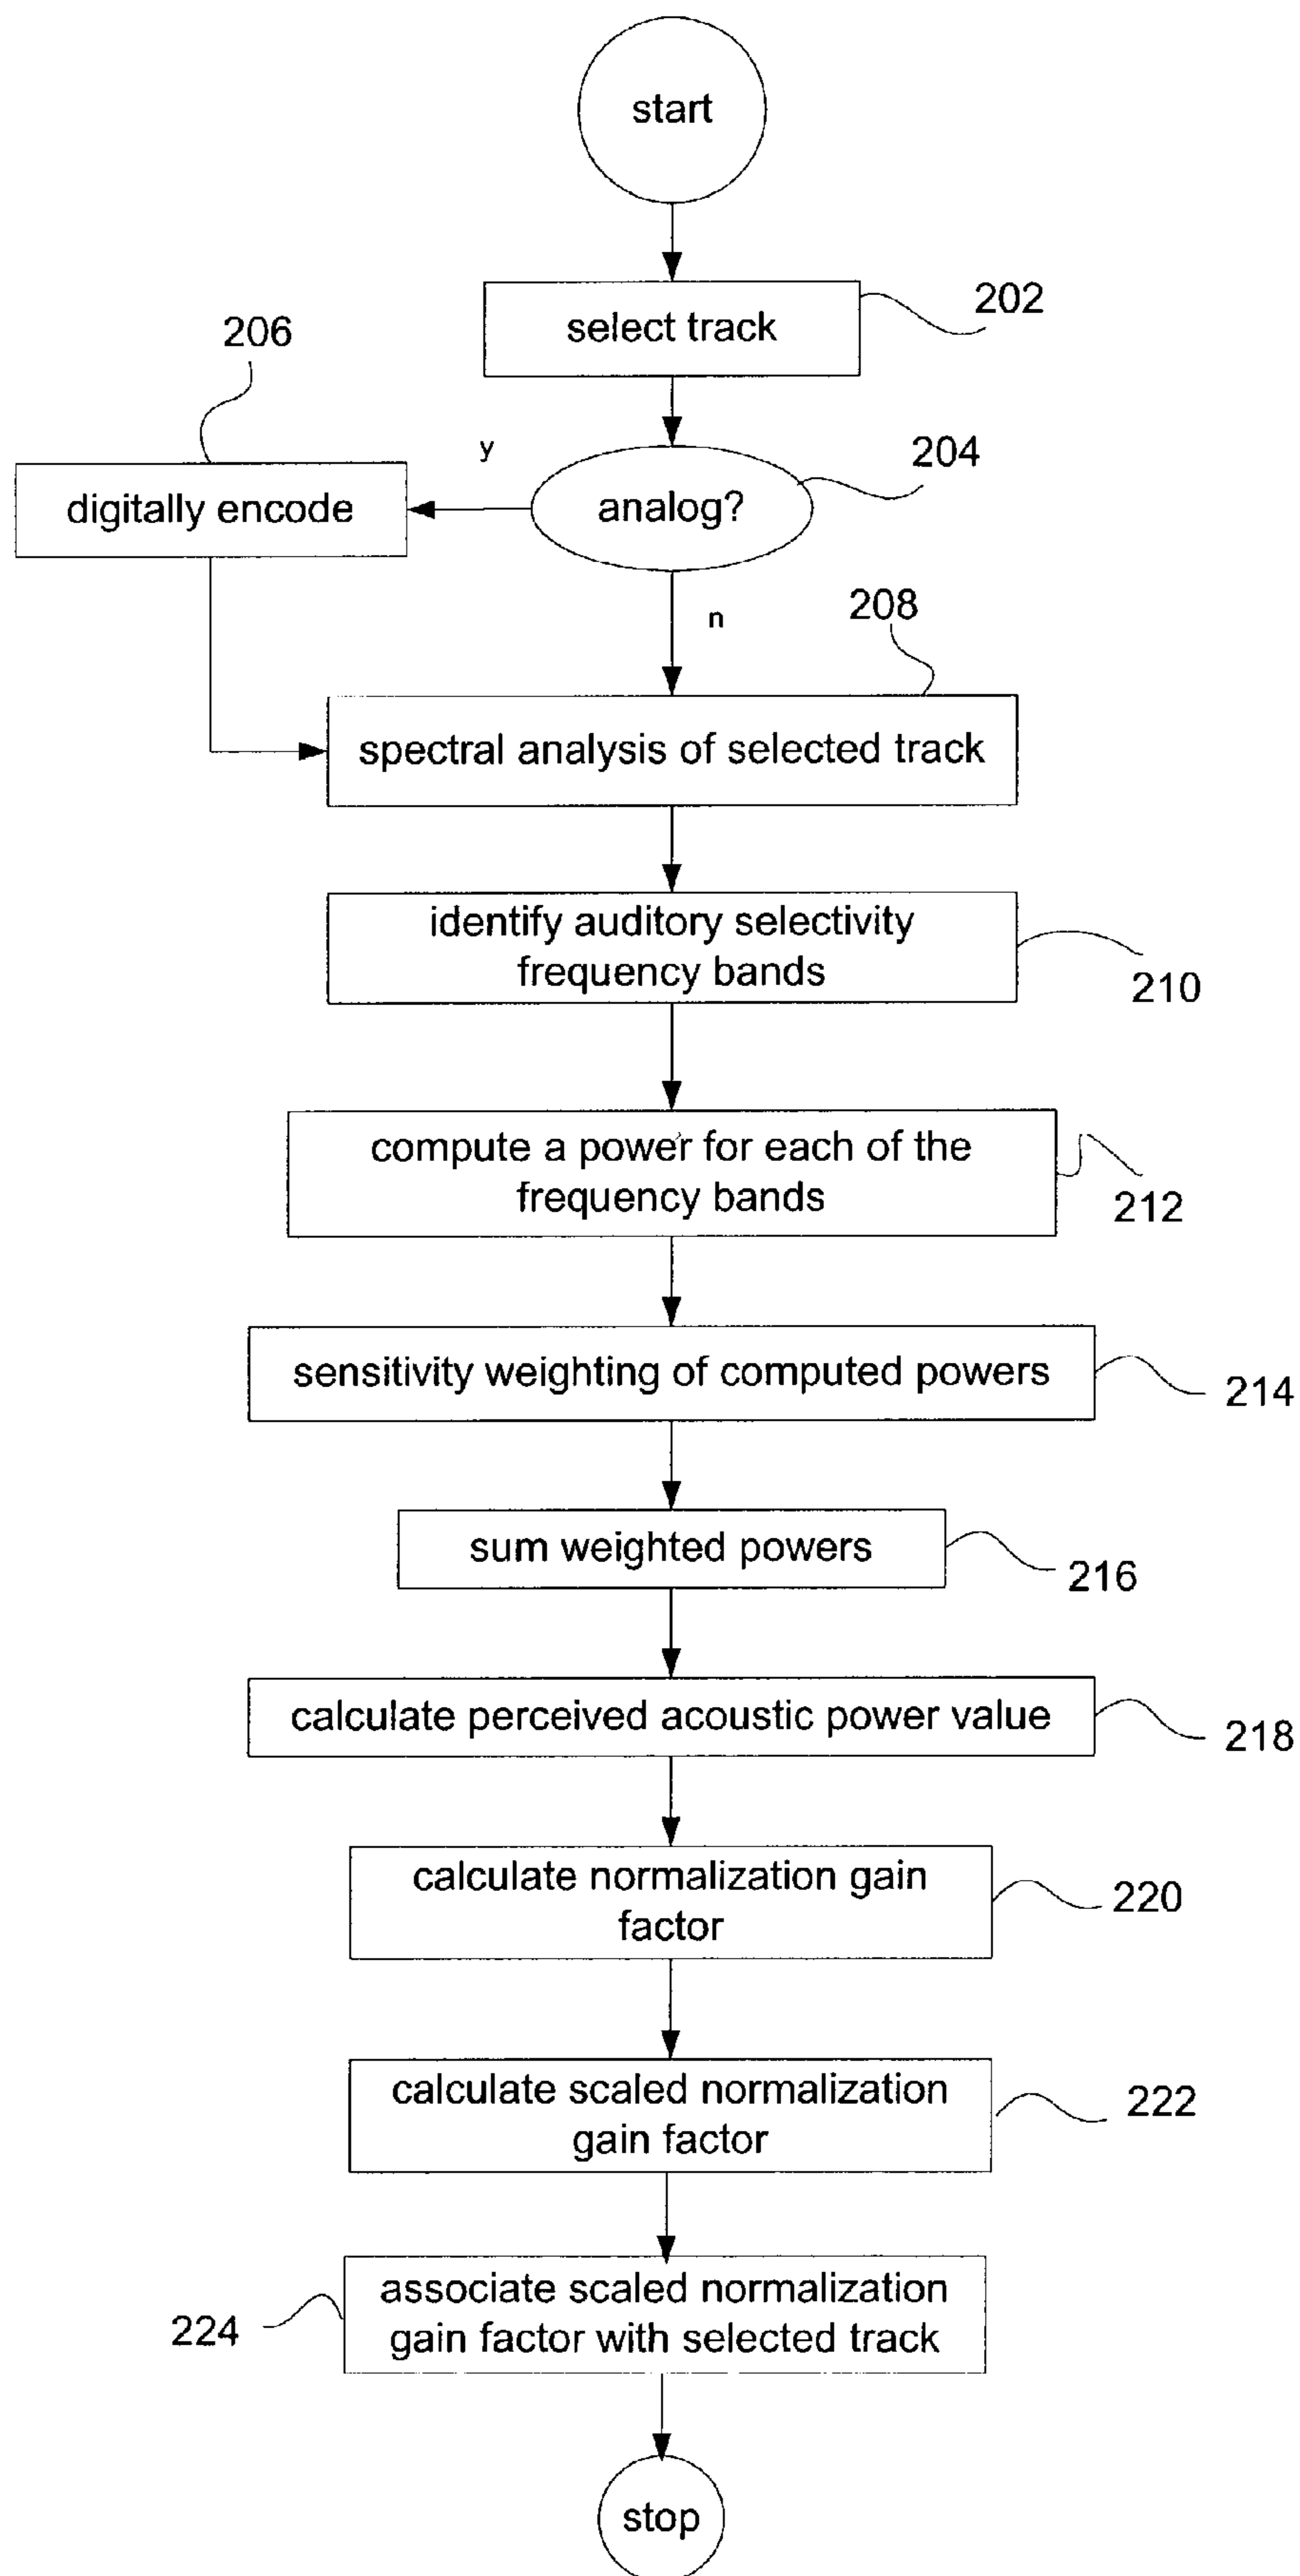 start
202
select track
206
y
204
digitally encode
analog?
208
n
spectral analysis of selected track
identify auditory selectivity
frequency bands
210
compute a power for each of the
frequency bands
212
sensitivity weighting of computed powers
214
sum weighted powers
216
calculate perceived acoustic power value
218
calculate normalization gain
factor
220
calculate scaled normalization
gain factor
222
associate scaled normalization
gain factor with selected track
224
stop